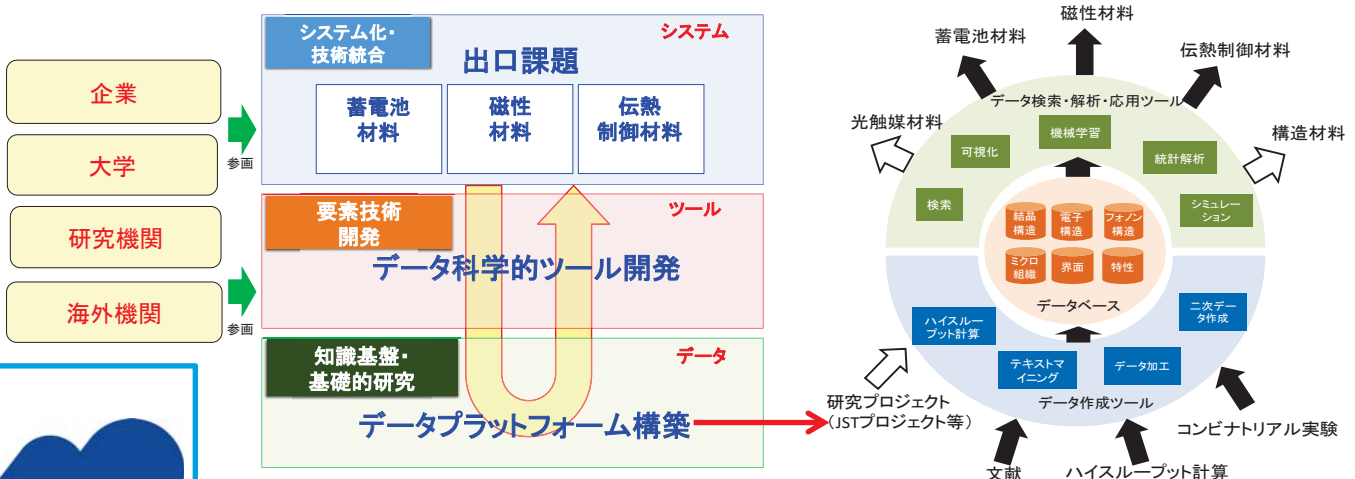 企業
大学
研究機関
海外機関
参画
参画
システム化・
技術統合
システム
出口課題
蓄電池
材料
磁性
材料
伝熱
制御材料
要素技術
開発
ツール
データ科学的ツール開発
知識基盤・
基礎的研究
データ
データプラットフォーム構築
磁性材料
蓄電池材料
伝熱制御材料
光触媒材料
構造材料
データ検索・解析・応用ツール
機械学習
可視化
統計解析
検索
シミュレー
ション
結晶
構造
電子
構造
フォノン
構造
ミクロ
組織
界面
特性
データベース
ハイスルー
プット計算
二次デー
タ作成
テキストマ
イニング
データ加工
データ作成ツール
研究プロジェクト
（JSTプロジェクト等）
コンビナトリアル実験
文献
ハイスループット計算